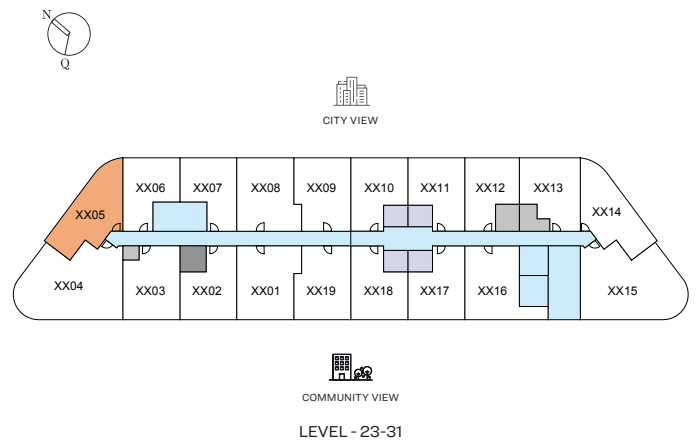 N
Q
CITY VIEW
XX06 XX07 XX08 XX09 XX10 XX11 XX12 XX13
XX05 XX14
XX04 XX03 XX02 XX01 XX19 XX18 XX17 XX16 XX15
COMMUNITY VIEW
LEVEL - 23-31